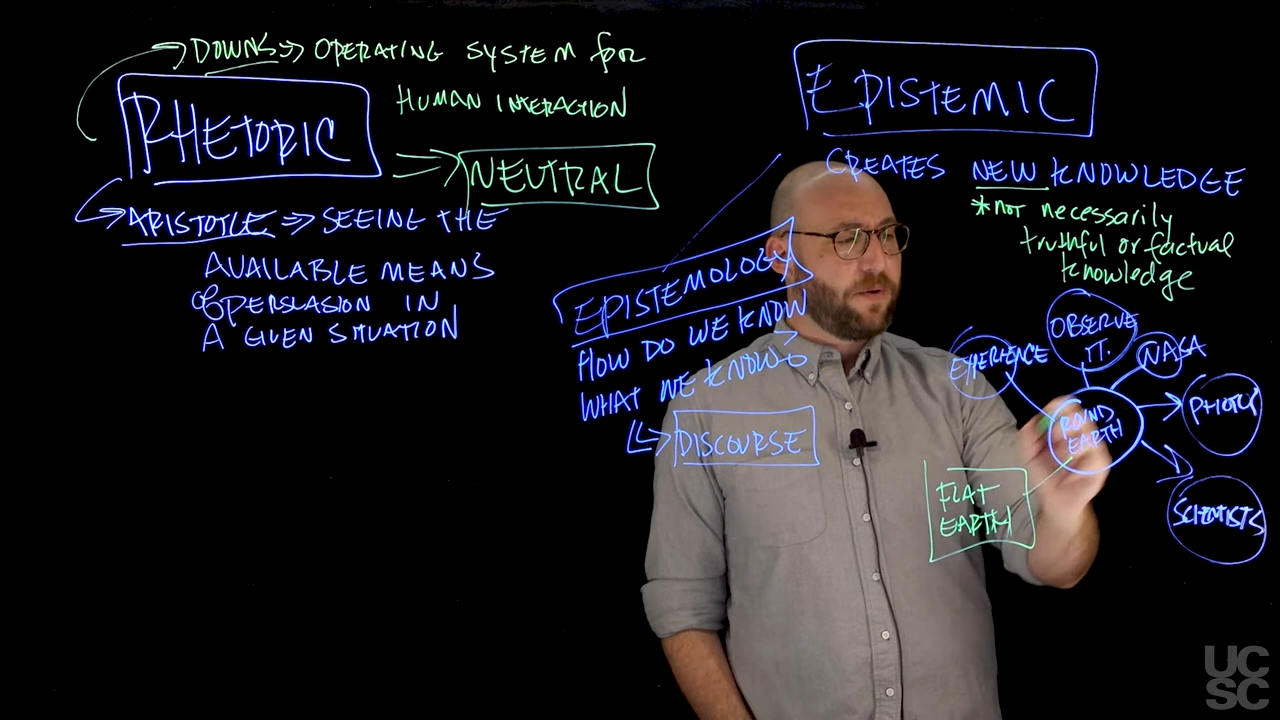 DOWNS => OPERATING SYSTEM for
HUMAN INTERACTION
RHETORIC
NEUTRAL
ARISTOTLE => SEEING THE
AVAILABLE MEANS
OF PERSUASION IN
A GIVEN SITUATION
EPISTEMIC
CREATES NEW KNOWLEDGE
*not necessarily
truthful or factual
knowledge
EPISTEMOLOGY
HOW DO WE KNOW
WHAT WE KNOW?
DISCOURSE
EXPERIENCE
OBSERVE
IT.
NASA
PHOTOS
ROUND
EARTH
SCIENTISTS
FLAT
EARTH
UC
SC